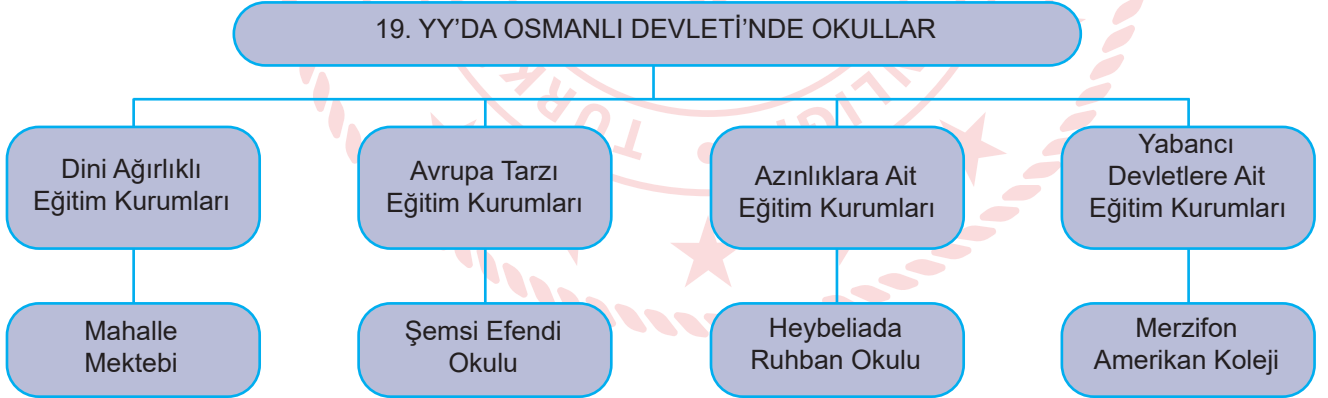 19. YY’DA OSMANLI DEVLETİ’NDE OKULLAR
Dini Ağırlıklı
Eğitim Kurumları
Avrupa Tarzı
Eğitim Kurumları
Azınlıklara Ait
Eğitim Kurumları
Yabancı
Devletlere Ait
Eğitim Kurumları
Mahalle
Mektebi
Şemsi Efendi
Okulu
Heybeliada
Ruhban Okulu
Merzifon
Amerikan Koleji